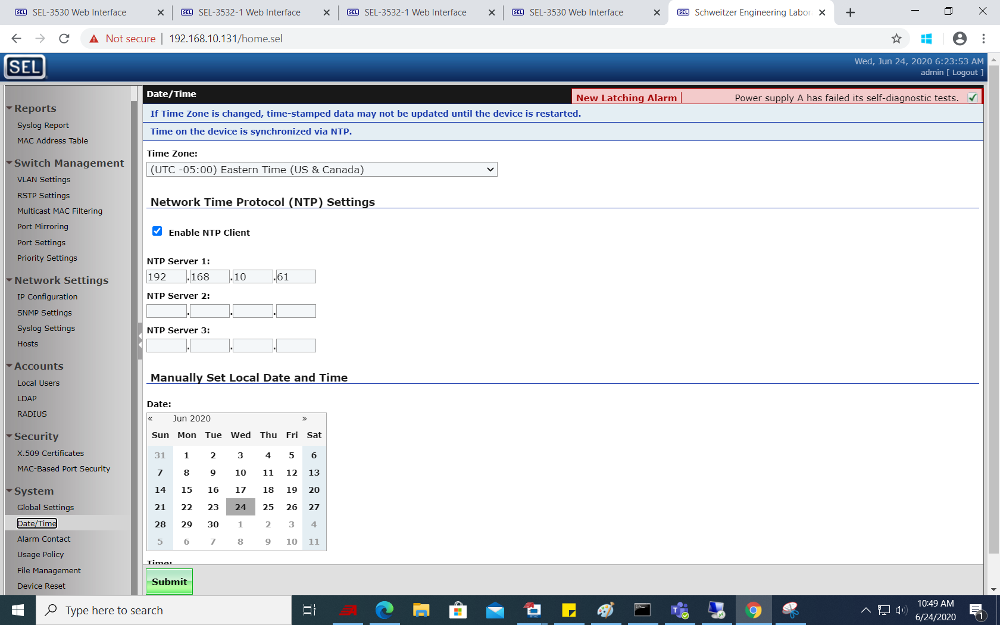 SEL SEL-3530 Web Interface
SEL SEL-3532-1 Web Interface
SEL SEL-3532-1 Web Interface
SEL SEL-3530 Web Interface
SEL Schweitzer Engineering Labor
Not secure | 192.168.10.131/home.sel
SEL
Wed, Jun 24, 2020 6:23:53 AM
admin [ Logout ]
Reports
Syslog Report
MAC Address Table
Switch Management
VLAN Settings
RSTP Settings
Multicast MAC Filtering
Port Mirroring
Port Settings
Priority Settings
Network Settings
IP Configuration
SNMP Settings
Syslog Settings
Hosts
Accounts
Local Users
LDAP
RADIUS
Security
X.509 Certificates
MAC-Based Port Security
System
Global Settings
Date/Time
Alarm Contact
Usage Policy
File Management
Device Reset
Date/Time
New Latching Alarm | Power supply A has failed its self-diagnostic tests.
If Time Zone is changed, time-stamped data may not be updated until the device is restarted.
Time on the device is synchronized via NTP.
Time Zone:
(UTC -05:00) Eastern Time (US & Canada)
Network Time Protocol (NTP) Settings
Enable NTP Client
NTP Server 1:
192 . 168 . 10 . 61
NTP Server 2:
. . .
NTP Server 3:
. . .
Manually Set Local Date and Time
Date:
« Jun 2020 »
Sun Mon Tue Wed Thu Fri Sat
31 1 2 3 4 5 6
7 8 9 10 11 12 13
14 15 16 17 18 19 20
21 22 23 24 25 26 27
28 29 30 1 2 3 4
5 6 7 8 9 10 11
Time:
Submit
Type here to search
10:49 AM
6/24/2020
1